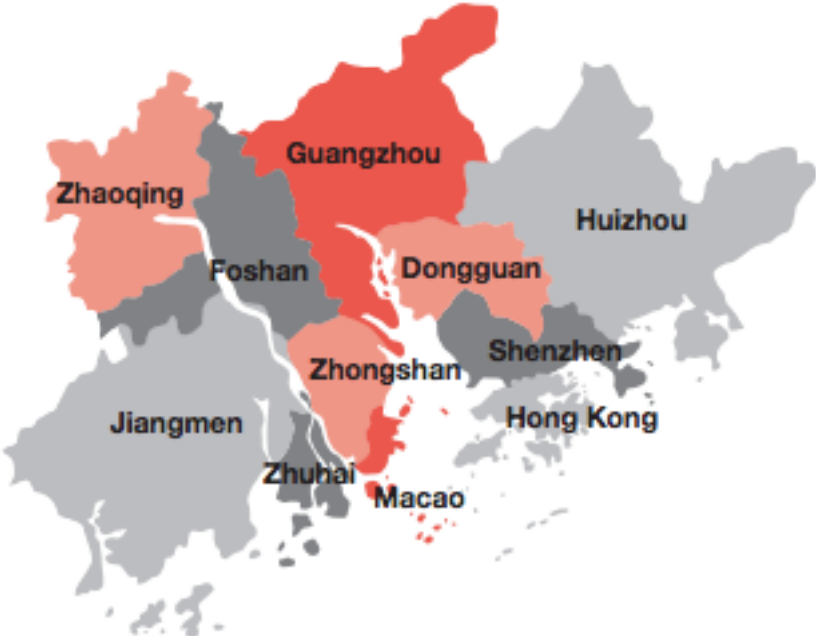 Guangzhou
Zhaoqing
Huizhou
Foshan
Dongguan
Shenzhen
Zhongshan
Hong Kong
Jiangmen
Zhuhai
Macao